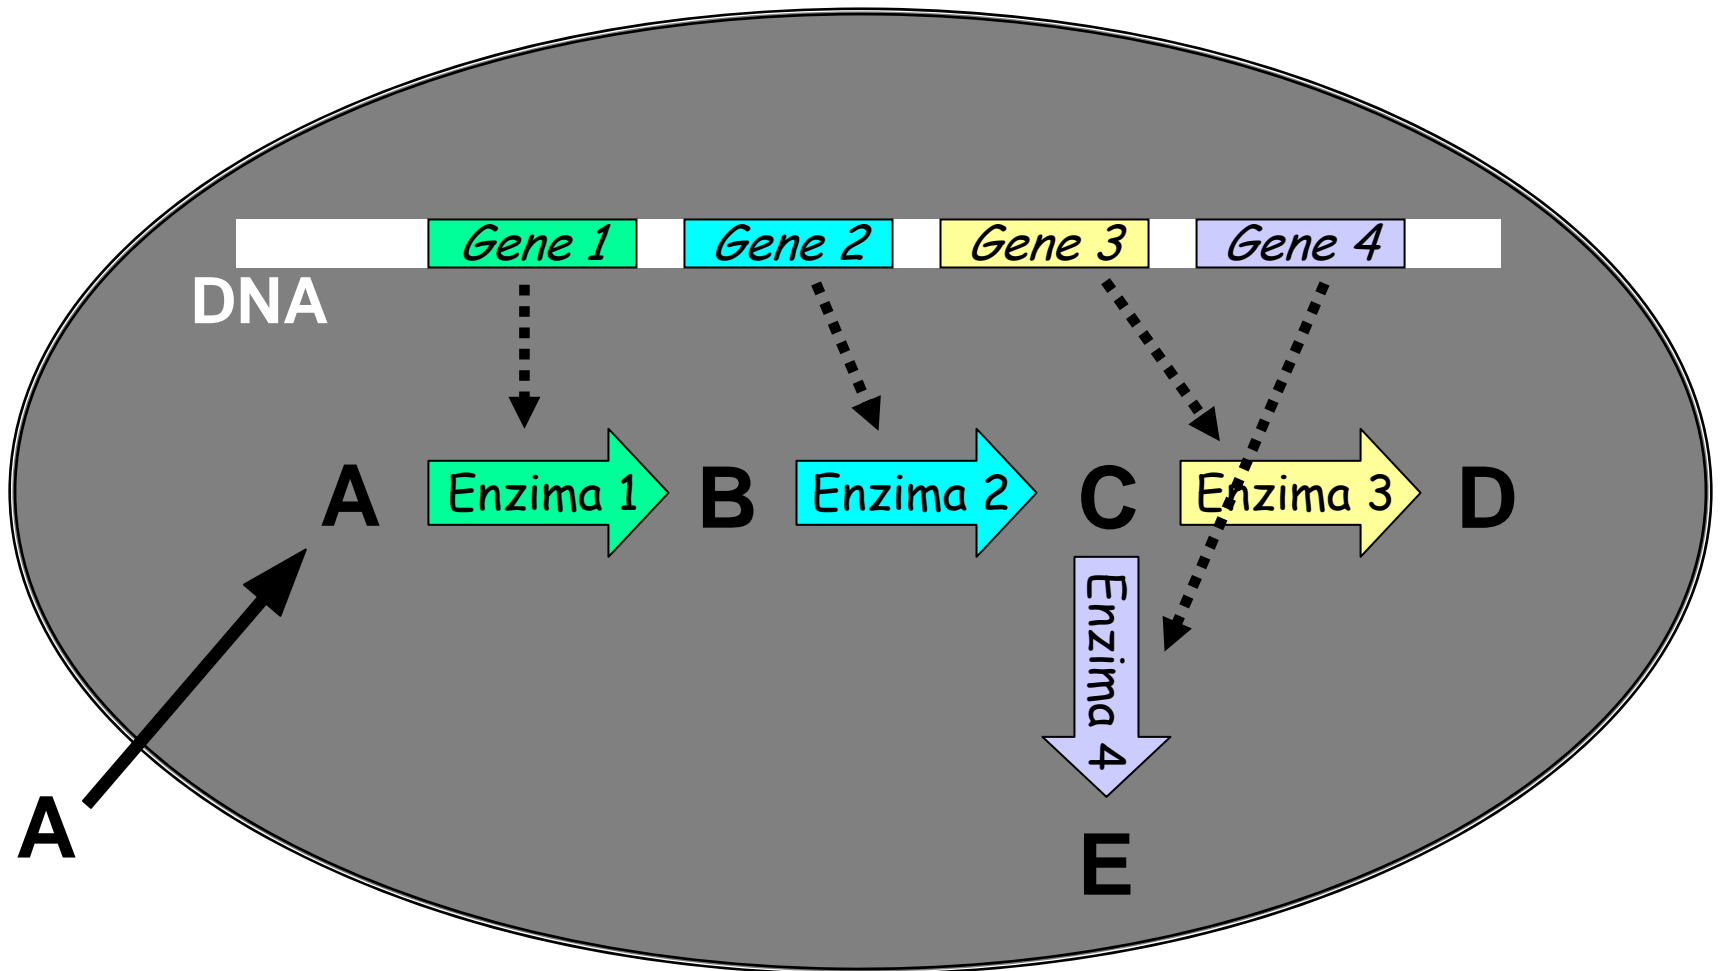 Gene 1 Gene 2 Gene 3 Gene 4
DNA
A Enzima 1 B Enzima 2 C Enzima 3 D
Enzima 4
A
E